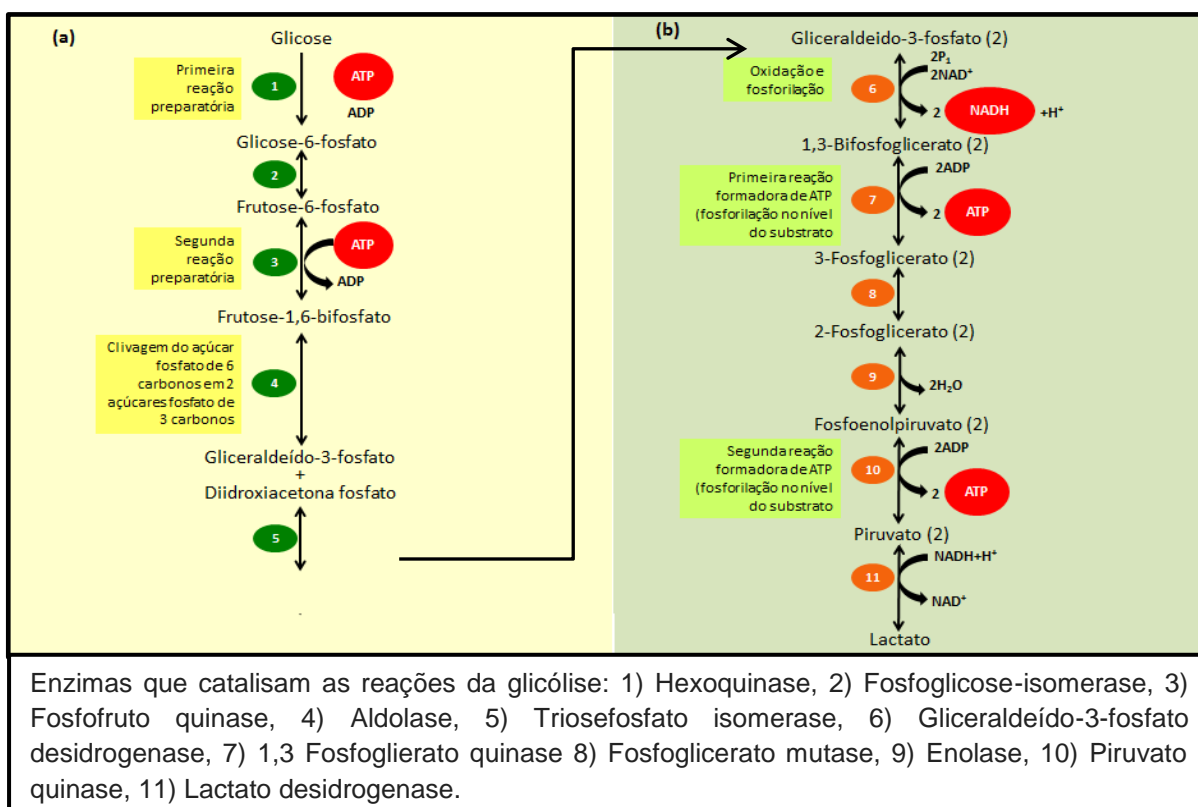 (a)
Glicose
Primeira
reação
preparatória
1
ATP
ADP
Glicose-6-fosfato
2
Frutose-6-fosfato
Segunda
reação
preparatória
3
ATP
ADP
Frutose-1,6-bifosfato
Clivagem do açúcar
fosfato de 6
carbonos em 2
açúcares fosfato de
3 carbonos
4
Gliceraldeído-3-fosfato
+
Diidroxiacetona fosfato
5
(b)
Gliceraldeido-3-fosfato (2)
Oxidação e
fosforilação
6
2P₁
2NAD⁺
2 NADH +H⁺
1,3-Bifosfoglicerato (2)
Primeira reação
formadora de ATP
(fosforilação no nível
do substrato
7
2ADP
2 ATP
3-Fosfoglicerato (2)
8
2-Fosfoglicerato (2)
9
2H₂O
Fosfoenolpiruvato (2)
Segunda reação
formadora de ATP
(fosforilação no nível
do substrato
10
2ADP
2 ATP
Piruvato (2)
11
NADH+H⁺
NAD⁺
Lactato
Enzimas que catalisam as reações da glicólise: 1) Hexoquinase, 2) Fosfoglicose-isomerase, 3)
Fosfofruto quinase, 4) Aldolase, 5) Triosefosfato isomerase, 6) Gliceraldeído-3-fosfato
desidrogenase, 7) 1,3 Fosfoglierato quinase 8) Fosfoglicerato mutase, 9) Enolase, 10) Piruvato
quinase, 11) Lactato desidrogenase.